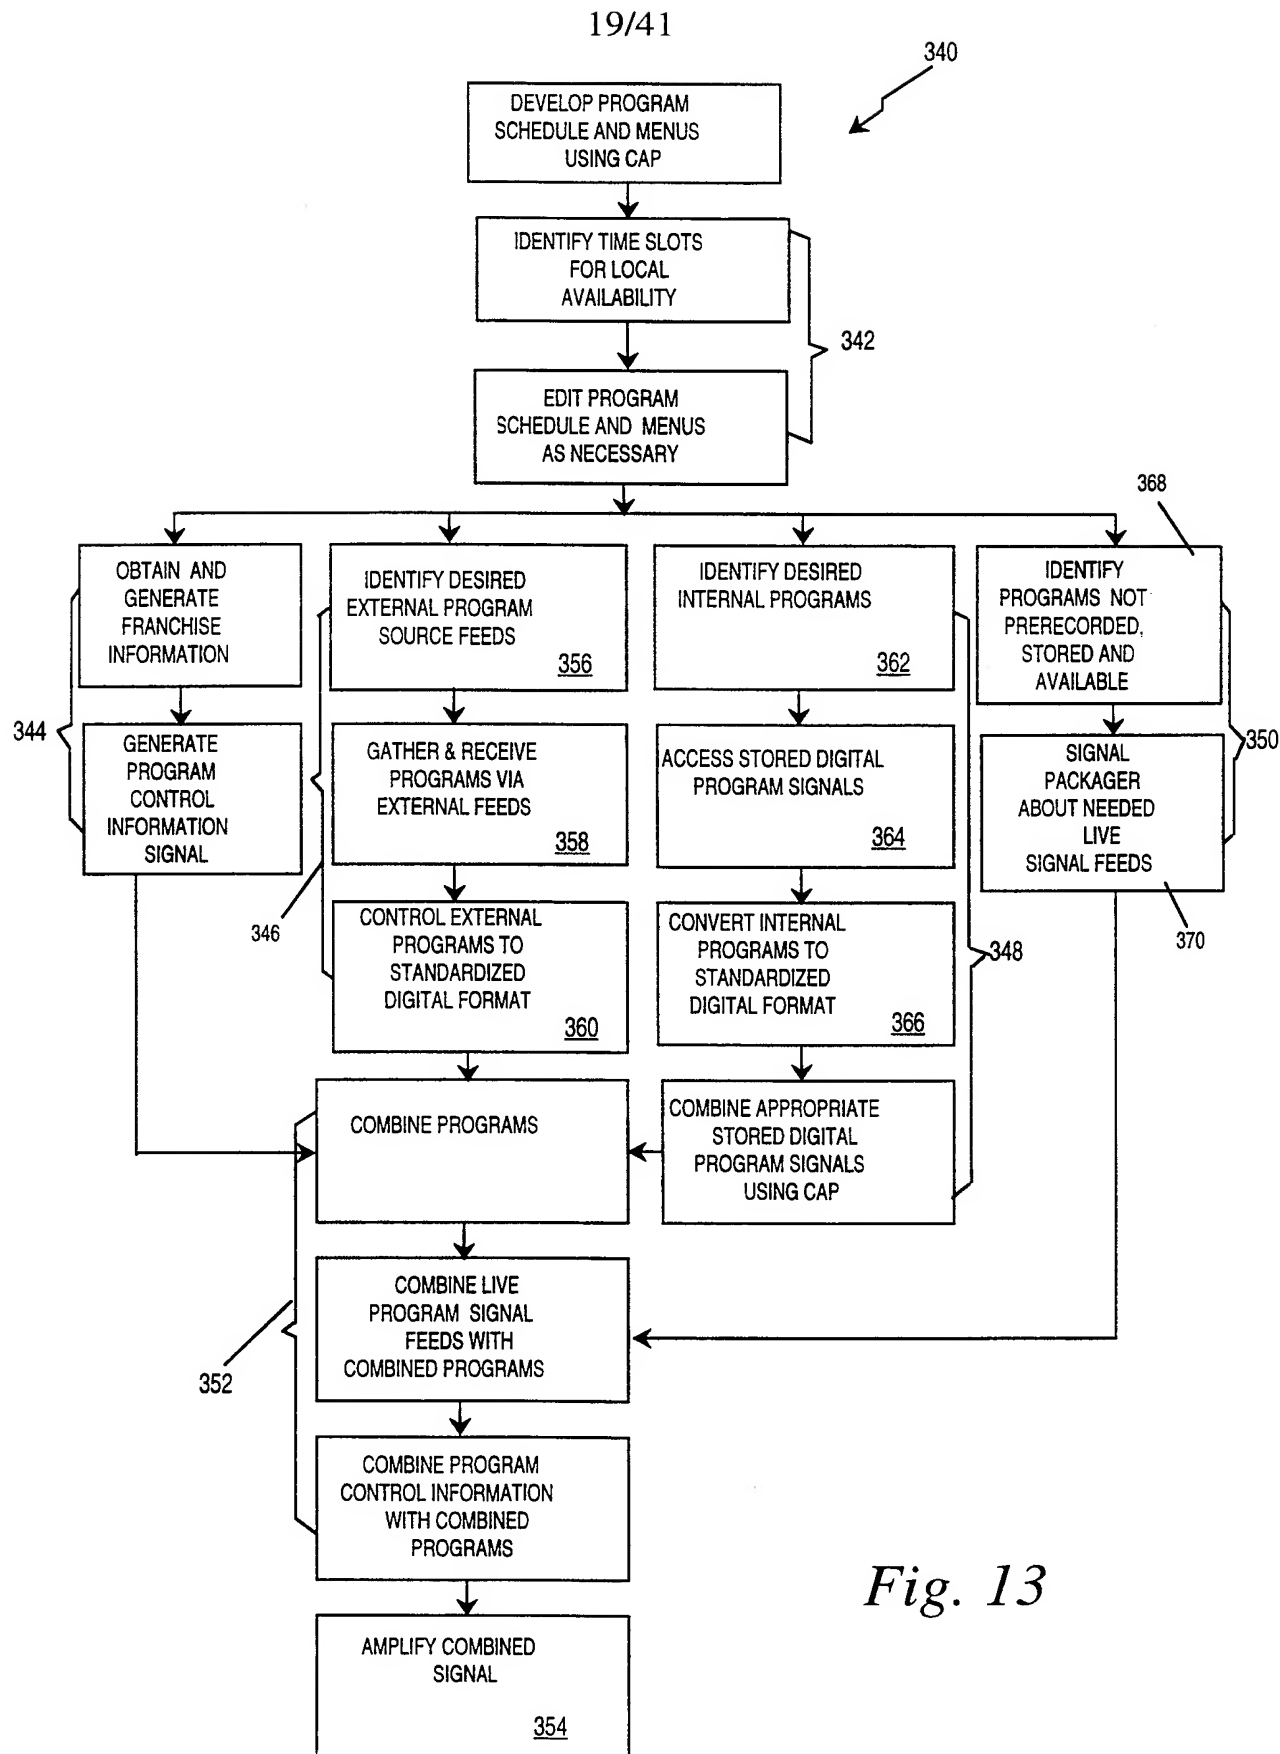 19/41
340
DEVELOP PROGRAM
SCHEDULE AND MENUS
USING CAP
IDENTIFY TIME SLOTS
FOR LOCAL
AVAILABILITY
342
EDIT PROGRAM
SCHEDULE AND MENUS
AS NECESSARY
368
OBTAIN AND
GENERATE
FRANCHISE
INFORMATION
IDENTIFY DESIRED
EXTERNAL PROGRAM
SOURCE FEEDS
356
IDENTIFY DESIRED
INTERNAL PROGRAMS
362
IDENTIFY
PROGRAMS NOT
PRERECORDED,
STORED AND
AVAILABLE
344
GENERATE
PROGRAM
CONTROL
INFORMATION
SIGNAL
GATHER & RECEIVE
PROGRAMS VIA
EXTERNAL FEEDS
358
ACCESS STORED DIGITAL
PROGRAM SIGNALS
364
SIGNAL
PACKAGER
ABOUT NEEDED
LIVE
SIGNAL FEEDS
350
346
CONTROL EXTERNAL
PROGRAMS TO
STANDARDIZED
DIGITAL FORMAT
360
CONVERT INTERNAL
PROGRAMS TO
STANDARDIZED
DIGITAL FORMAT
366
348
370
COMBINE PROGRAMS
COMBINE APPROPRIATE
STORED DIGITAL
PROGRAM SIGNALS
USING CAP
COMBINE LIVE
PROGRAM SIGNAL
FEEDS WITH
COMBINED PROGRAMS
352
COMBINE PROGRAM
CONTROL INFORMATION
WITH COMBINED
PROGRAMS
AMPLIFY COMBINED
SIGNAL
354
Fig. 13